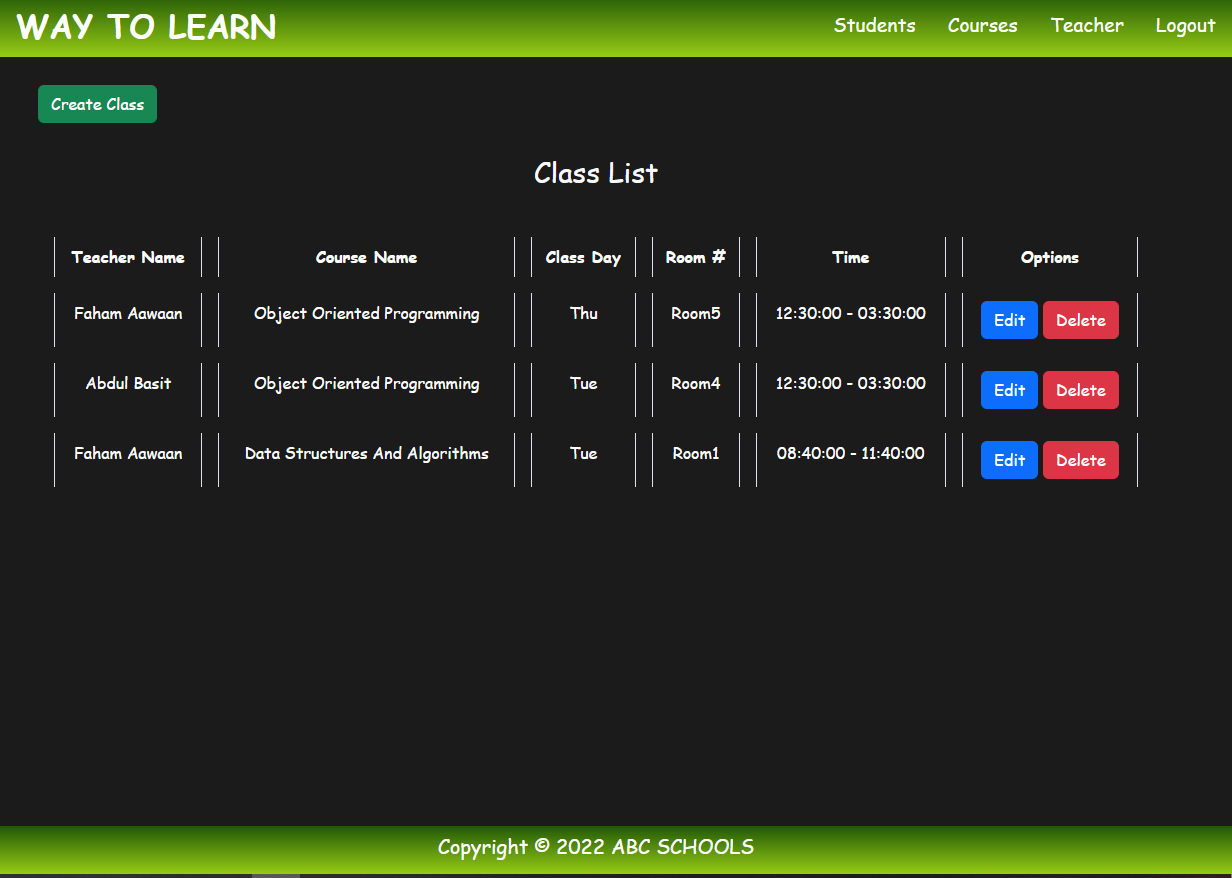 WAY TO LEARN Students Courses Teacher Logout
Create Class
Class List
Teacher Name Course Name Class Day Room # Time Options
Faham Aawaan Object Oriented Programming Thu Room5 12:30:00 - 03:30:00 Edit Delete
Abdul Basit Object Oriented Programming Tue Room4 12:30:00 - 03:30:00 Edit Delete
Faham Aawaan Data Structures And Algorithms Tue Room1 08:40:00 - 11:40:00 Edit Delete
Copyright © 2022 ABC SCHOOLS